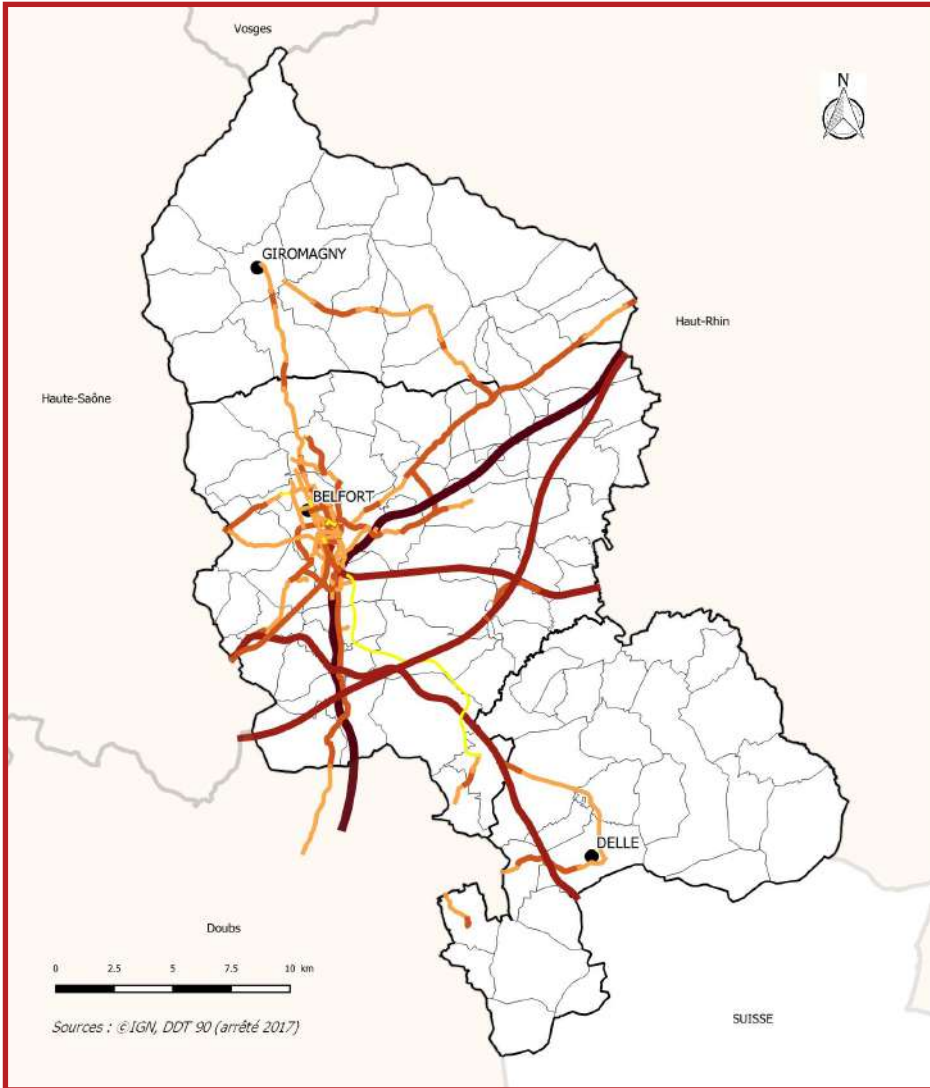 Vosges
N
GIROMAGNY
Haut-Rhin
Haute-Saône
BELFORT
DELLE
Doubs
0 2.5 5 7.5 10 km
Sources : ©IGN, DDT 90 (arrêté 2017)
SUISSE